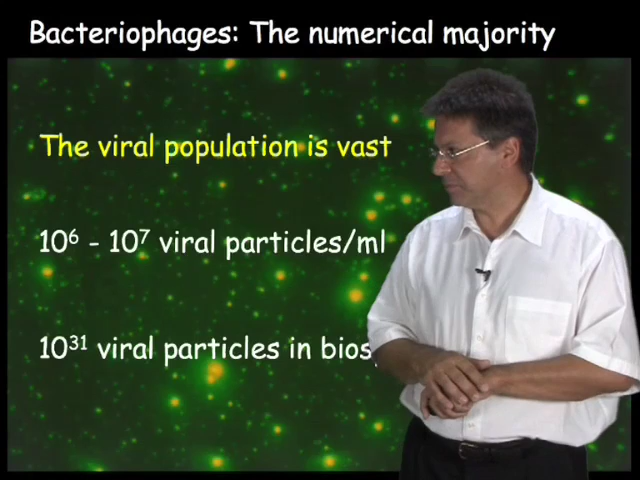 Bacteriophages: The numerical majority
The viral population is vast
10⁶ - 10⁷ viral particles/ml
10³¹ viral particles in bios